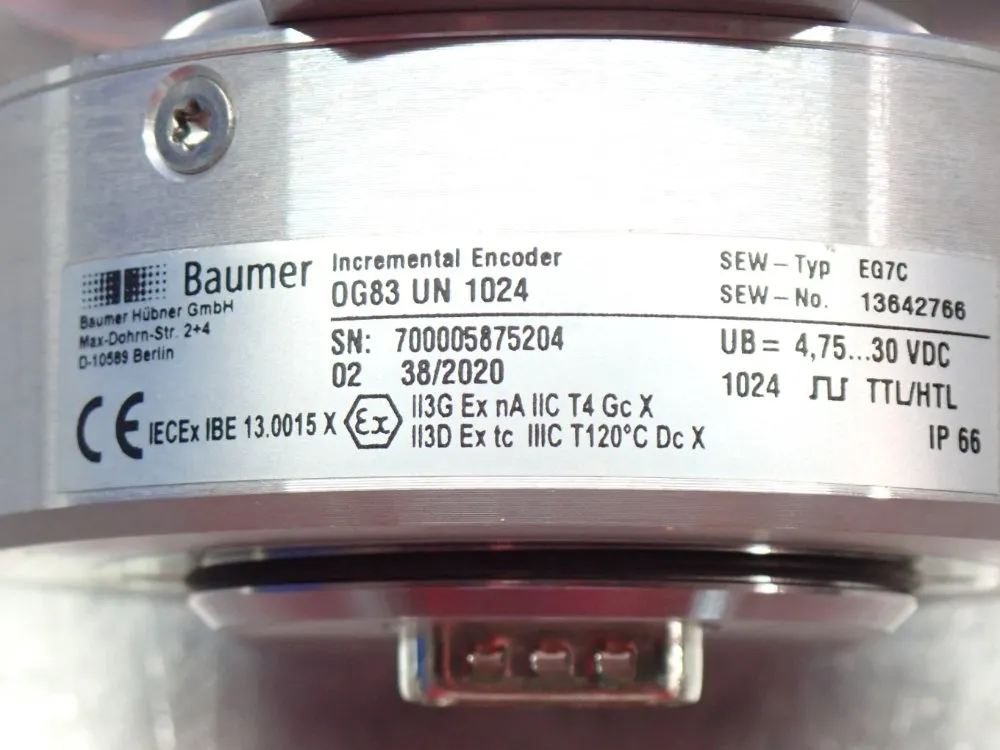 Baumer
Baumer Hübner GmbH
Max-Dohrn-Str. 2+4
D-10589 Berlin
Incremental Encoder
OG83 UN 1024
SEW-Typ EG7C
SEW-No. 13642766
SN: 700005875204
02 38/2020
UB = 4,75...30 VDC
1024 TTL/HTL
CE IECEx IBE 13.0015 X Ex II3G Ex nA IIC T4 Gc X
II3D Ex tc IIIC T120°C Dc X
IP 66